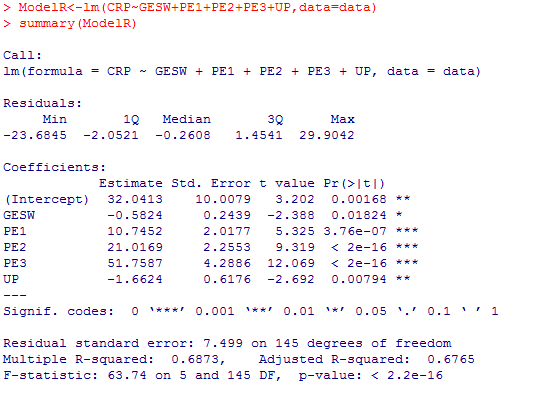 > ModelR<-lm(CRP~GESW+PE1+PE2+PE3+UP,data=data)
> summary(ModelR)
Call:
lm(formula = CRP ~ GESW + PE1 + PE2 + PE3 + UP, data = data)
Residuals:
     Min       1Q   Median       3Q      Max
-23.6845  -2.0521  -0.2608   1.4541  29.9042
Coefficients:
            Estimate Std. Error t value Pr(>|t|)
(Intercept)  32.0413    10.0079   3.202  0.00168 **
GESW         -0.5824     0.2439  -2.388  0.01824 *
PE1          10.7452     2.0177   5.325 3.76e-07 ***
PE2          21.0169     2.2553   9.319  < 2e-16 ***
PE3          51.7587     4.2886  12.069  < 2e-16 ***
UP           -1.6624     0.6176  -2.692  0.00794 **
---
Signif. codes:  0 ‘***’ 0.001 ‘**’ 0.01 ‘*’ 0.05 ‘.’ 0.1 ‘ ’ 1
Residual standard error: 7.499 on 145 degrees of freedom
Multiple R-squared:  0.6873,    Adjusted R-squared:  0.6765
F-statistic: 63.74 on 5 and 145 DF,  p-value: < 2.2e-16